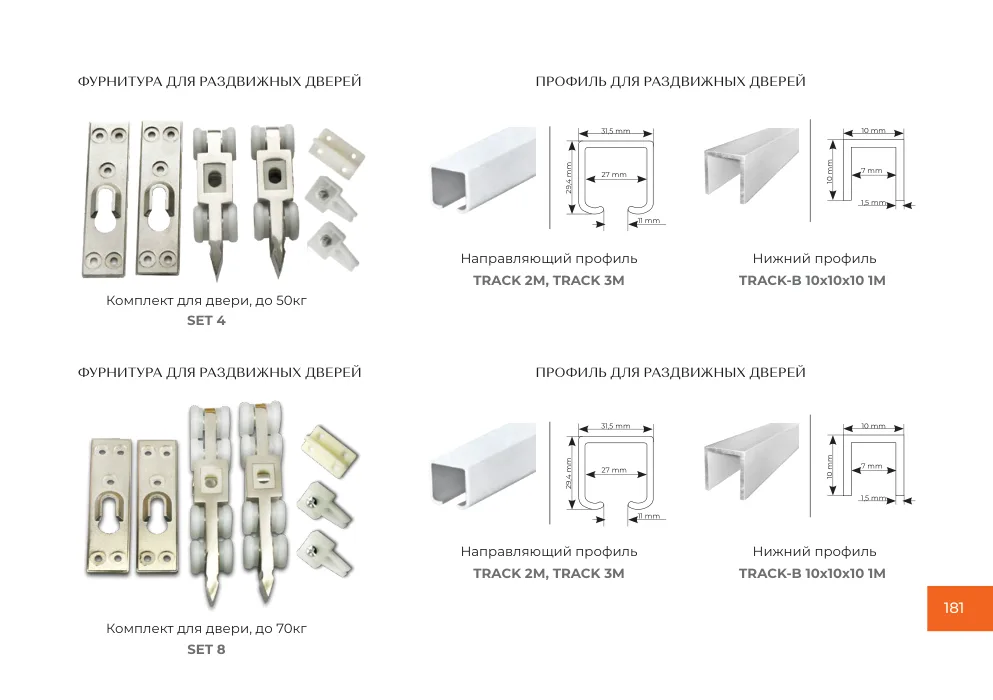 ФУРНИТУРА ДЛЯ РАЗДВИЖНЫХ ДВЕРЕЙ
ПРОФИЛЬ ДЛЯ РАЗДВИЖНЫХ ДВЕРЕЙ
31,5 mm
29,4 mm
27 mm
11 mm
10 mm
10 mm
7 mm
1,5 mm
Комплект для двери, до 50кг
SET 4
Направляющий профиль
TRACK 2M, TRACK 3M
Нижний профиль
TRACK-B 10x10x10 1M
ФУРНИТУРА ДЛЯ РАЗДВИЖНЫХ ДВЕРЕЙ
ПРОФИЛЬ ДЛЯ РАЗДВИЖНЫХ ДВЕРЕЙ
31,5 mm
29,4 mm
27 mm
11 mm
10 mm
10 mm
7 mm
1,5 mm
Комплект для двери, до 70кг
SET 8
Направляющий профиль
TRACK 2M, TRACK 3M
Нижний профиль
TRACK-B 10x10x10 1M
181